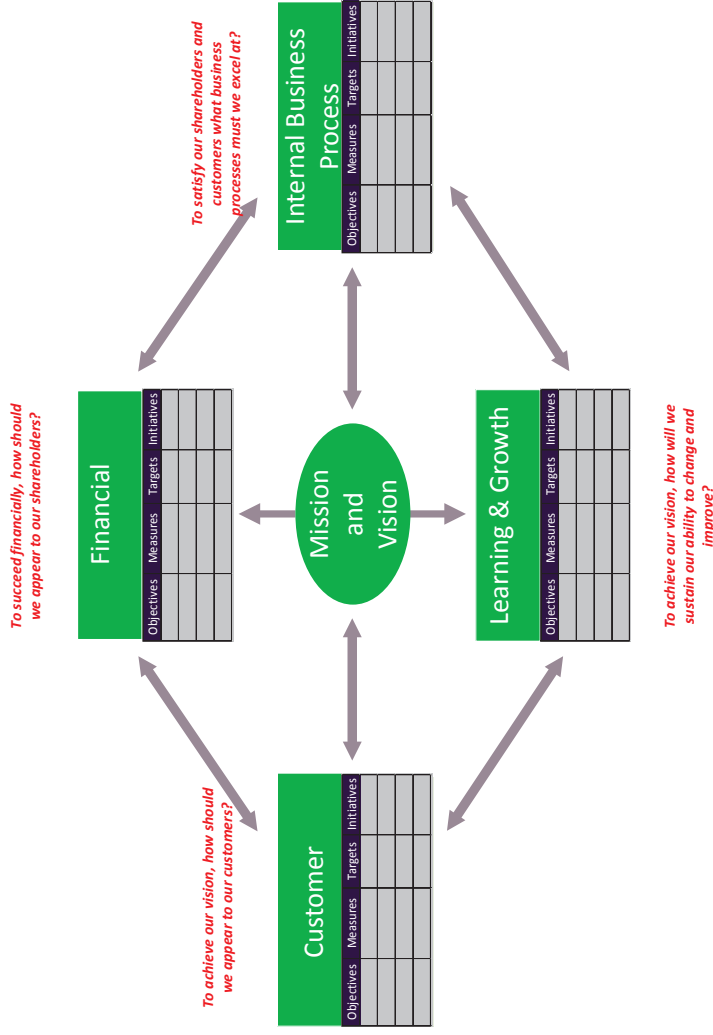 To succeed financially, how should
we appear to our shareholders?
Financial
Objectives Measures Targets Initiatives
To achieve our vision, how should
we appear to our customers?
Customer
Objectives Measures Targets Initiatives
Mission
and
Vision
To satisfy our shareholders and
customers what business
processes must we excel at?
Internal Business
Process
Objectives Measures Targets Initiatives
Learning & Growth
Objectives Measures Targets Initiatives
To achieve our vision, how will we
sustain our ability to change and
improve?